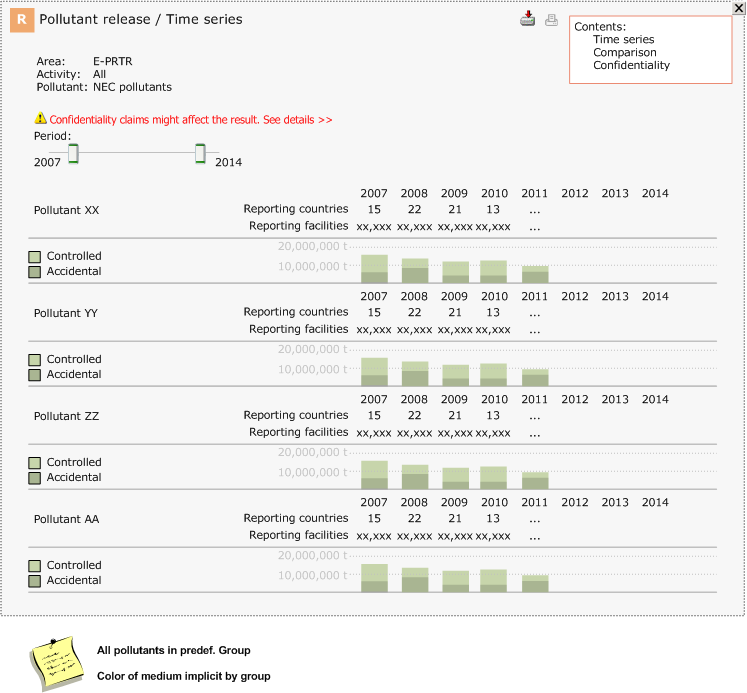 R Pollutant release / Time series
Contents:
Time series
Comparison
Confidentiality
Area: E-PRTR
Activity: All
Pollutant: NEC pollutants
Confidentiality claims might affect the result. See details >>
Period:
2007 2014
2007 2008 2009 2010 2011 2012 2013 2014
Pollutant XX Reporting countries 15 22 21 13 ...
Reporting facilities xx,xxx xx,xxx xx,xxx xx,xxx ...
20,000,000 t
Controlled
10,000,000 t
Accidental
2007 2008 2009 2010 2011 2012 2013 2014
Pollutant YY Reporting countries 15 22 21 13 ...
Reporting facilities xx,xxx xx,xxx xx,xxx xx,xxx ...
20,000,000 t
Controlled
10,000,000 t
Accidental
2007 2008 2009 2010 2011 2012 2013 2014
Pollutant ZZ Reporting countries 15 22 21 13 ...
Reporting facilities xx,xxx xx,xxx xx,xxx xx,xxx ...
20,000,000 t
Controlled
10,000,000 t
Accidental
2007 2008 2009 2010 2011 2012 2013 2014
Pollutant AA Reporting countries 15 22 21 13 ...
Reporting facilities xx,xxx xx,xxx xx,xxx xx,xxx ...
20,000,000 t
Controlled
10,000,000 t
Accidental
All pollutants in predef. Group
Color of medium implicit by group